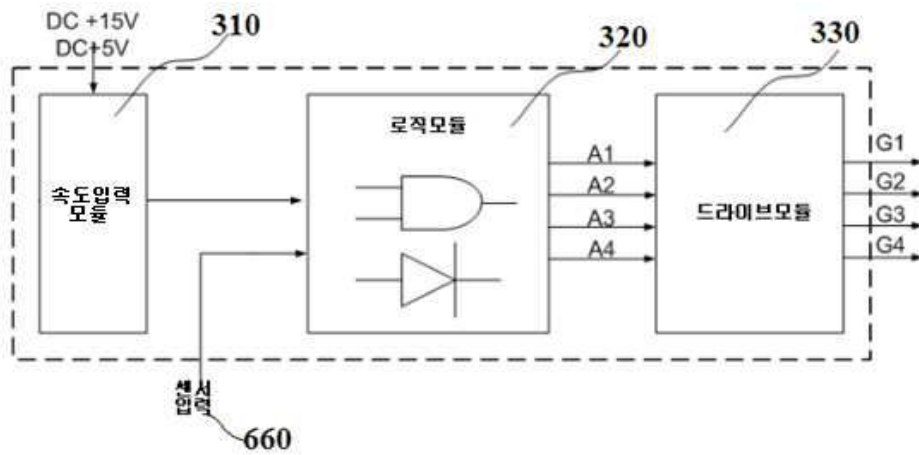 DC +15V
DC+5V
310
320
330
속도입력
모듈
로직모듈
A1
A2
A3
A4
드라이브모듈
G1
G2
G3
G4
센서
입력
660